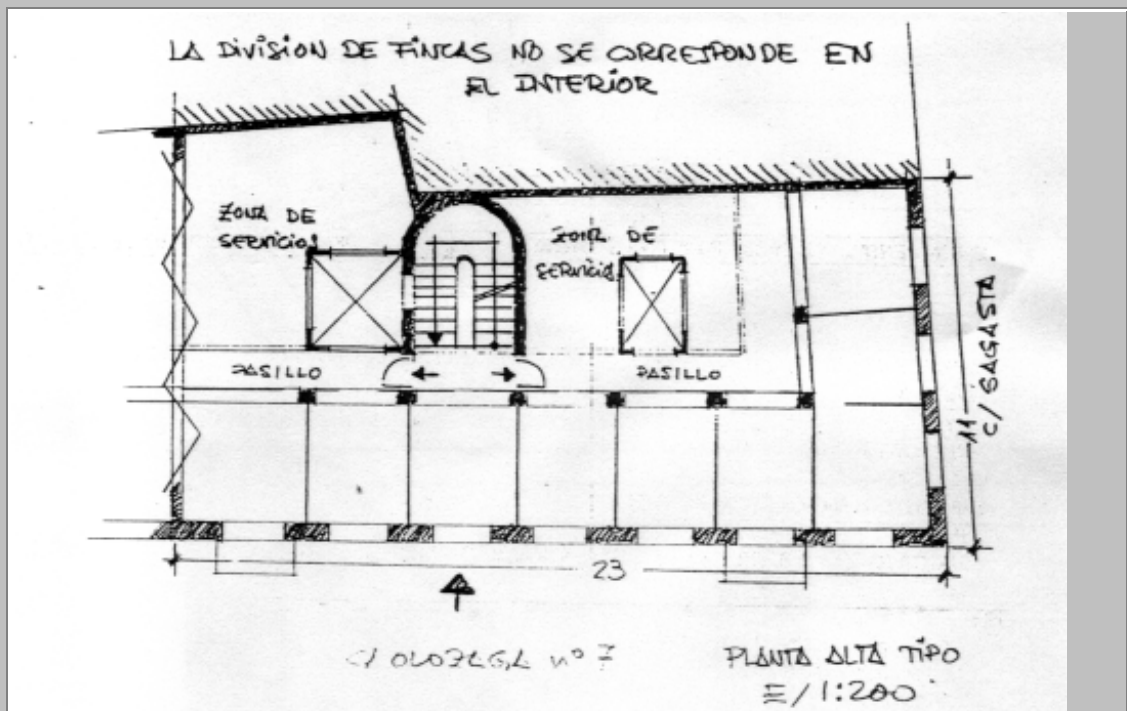 LA DIVISION DE FINCAS NO SE CORRESPONDE EN
EL INTERIOR
ZONA DE
SERVICIO
ZONA DE
SERVICIO
PASILLO
PASILLO
11
C/ SAGASTA.
23
C/ OLOZAGA nº 7
PLANTA ALTA TIPO
E/1:200